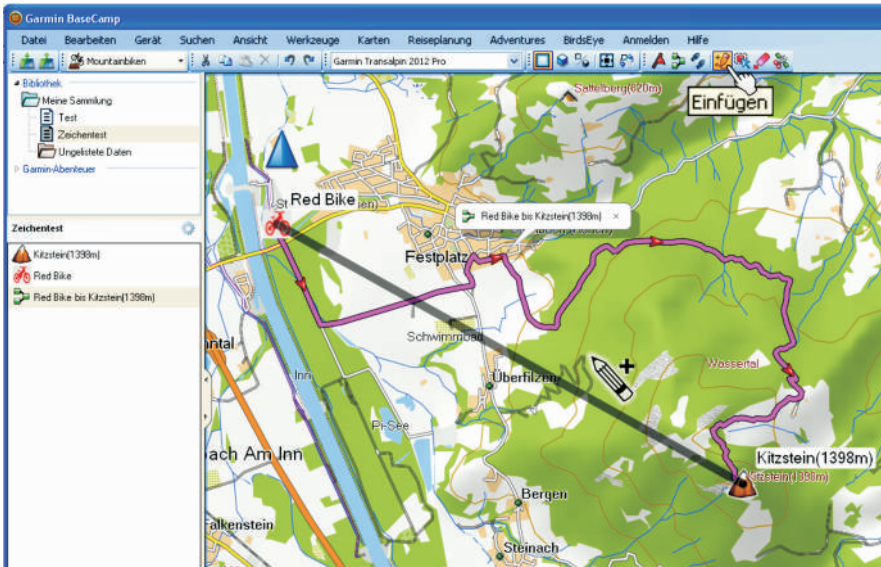 Garmin BaseCamp
Datei Bearbeiten Gerät Suchen Ansicht Werkzeuge Karten Reiseplanung Adventures BirdsEye Anmelden Hilfe
Mountainbiken
Garmin Transalpin 2012 Pro
Einfügen
Bibliothek
Meine Sammlung
Test
Zeichentest
Ungelistete Daten
Garmin-Abenteuer
Zeichentest
Kitzstein(1398m)
Red Bike
Red Bike bis Kitzstein(1398m)
Sattelberg(620m)
Red Bike
Red Bike bis Kitzstein(1398m)
Festplatz
Schwimmbad
nntal
Inn
Überfilzen
Wassertal
Pi-See
ach Am Inn
Kitzstein(1398m)
Kitzstein(1398m)
Bergen
Falkenstein
Steinach